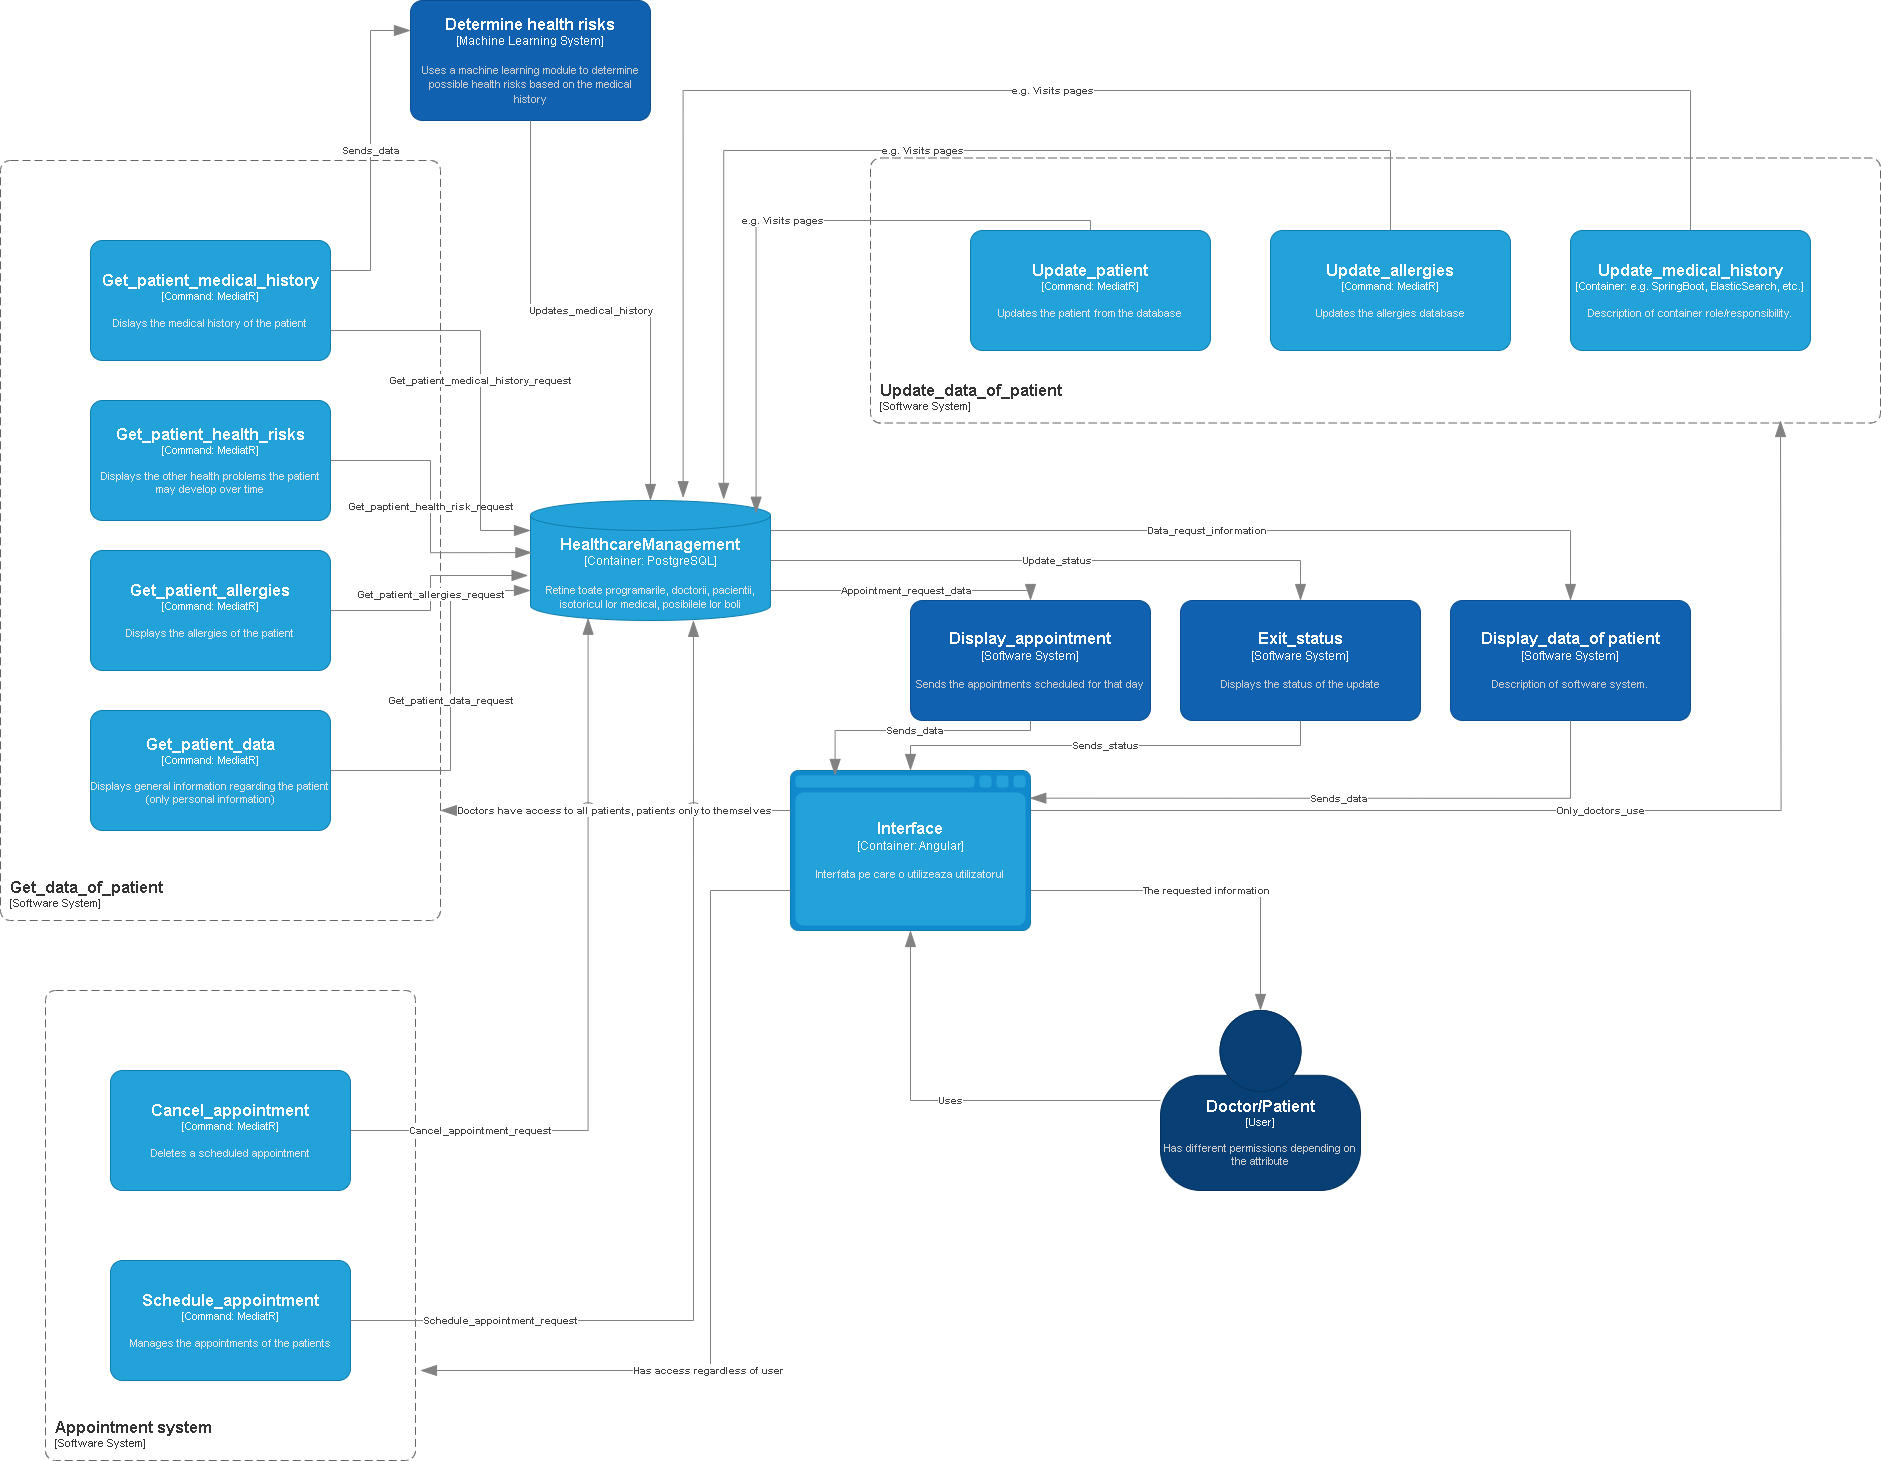 Determine health risks
[Machine Learning System]
Uses a machine learning module to determine
possible health risks based on the medical
history
e.g. Visits pages
Sends_data
e.g. Visits pages
e.g. Visits pages
Get_patient_medical_history
[Command: MediatR]
Dislays the medical history of the patient
Update_patient
[Command: MediatR]
Updates the patient from the database
Update_allergies
[Command: MediatR]
Updates the allergies database
Update_medical_history
[Container: e.g. SpringBoot, ElasticSearch, etc.]
Description of container role/responsibility.
Updates_medical_history
Get_patient_medical_history_request
Update_data_of_patient
[Software System]
Get_patient_health_risks
[Command: MediatR]
Displays the other health problems the patient
may develop over time
Get_paptient_health_risk_request
HealthcareManagement
[Container: PostgreSQL]
Retine toate programarile, doctorii, pacientii,
isotoricul lor medical, posibilele lor boli
Data_requst_information
Update_status
Appointment_request_data
Get_patient_allergies
[Command: MediatR]
Displays the allergies of the patient
Get_patient_allergies_request
Display_appointment
[Software System]
Sends the appointments scheduled for that day
Exit_status
[Software System]
Displays the status of the update
Display_data_of patient
[Software System]
Description of software system.
Get_patient_data_request
Get_patient_data
[Command: MediatR]
Displays general information regarding the patient
(only personal information)
Sends_data
Sends_status
Sends_data
Doctors have access to all patients, patients only to themselves
Only_doctors_use
Interface
[Container: Angular]
Interfata pe care o utilizeaza utilizatorul
Get_data_of_patient
[Software System]
The requested information
Cancel_appointment
[Command: MediatR]
Deletes a scheduled appointment
Cancel_appointment_request
Uses
Doctor/Patient
[User]
Has different permissions depending on
the attribute
Schedule_appointment
[Command: MediatR]
Manages the appointments of the patients
Schedule_appointment_request
Has access regardless of user
Appointment system
[Software System]